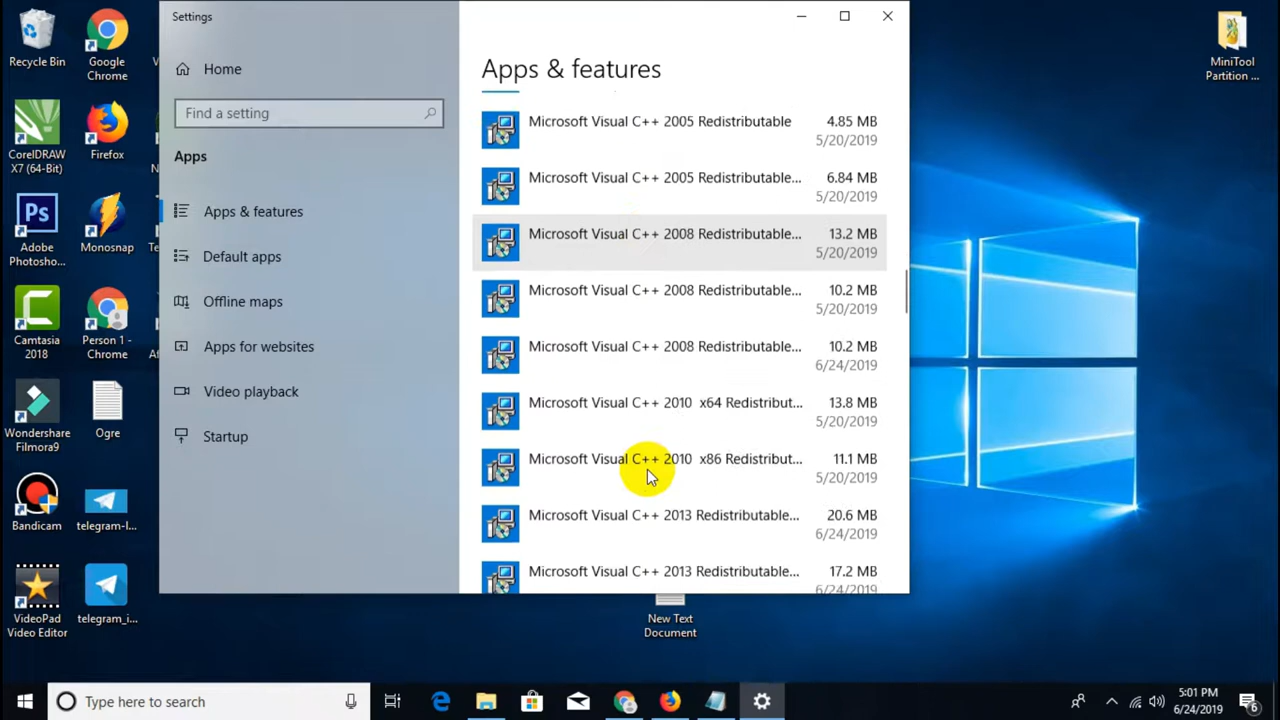 Settings
Home
Find a setting
Apps
Apps & features
Default apps
Offline maps
Apps for websites
Video playback
Startup
Apps & features
Microsoft Visual C++ 2005 Redistributable 4.85 MB
5/20/2019
Microsoft Visual C++ 2005 Redistributable... 6.84 MB
5/20/2019
Microsoft Visual C++ 2008 Redistributable... 13.2 MB
5/20/2019
Microsoft Visual C++ 2008 Redistributable... 10.2 MB
5/20/2019
Microsoft Visual C++ 2008 Redistributable... 10.2 MB
6/24/2019
Microsoft Visual C++ 2010  x64 Redistribut... 13.8 MB
5/20/2019
Microsoft Visual C++ 2010  x86 Redistribut... 11.1 MB
5/20/2019
Microsoft Visual C++ 2013 Redistributable... 20.6 MB
6/24/2019
Microsoft Visual C++ 2013 Redistributable... 17.2 MB
6/24/2019
Recycle Bin
Google
Chrome
CorelDRAW
X7 (64-Bit)
Firefox
Ps
Adobe
Photosho...
Monosnap
Camtasia
2018
Person 1 -
Chrome
Wondershare
Filmora9
Ogre
Bandicam
telegram-l...
VideoPad
Video Editor
telegram_i...
MiniTool
Partition ...
New Text
Document
Type here to search
5:01 PM
6/24/2019
6